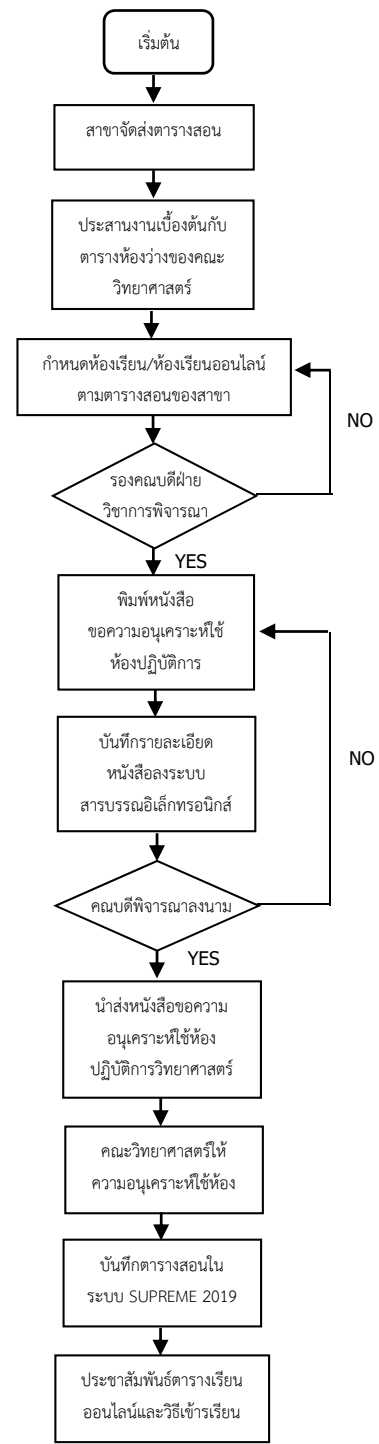 เริ่มต้น
สาขาจัดส่งตารางสอน
ประสานงานเบื้องต้นกับ
ตารางห้องว่างของคณะ
วิทยาศาสตร์
กำหนดห้องเรียน/ห้องเรียนออนไลน์
ตามตารางสอนของสาขา
NO
รองคณบดีฝ่าย
วิชาการพิจารณา
YES
พิมพ์หนังสือ
ขอความอนุเคราะห์ใช้
ห้องปฏิบัติการ
บันทึกรายละเอียด
หนังสือลงระบบ
สารบรรณอิเล็กทรอนิกส์
NO
คณบดีพิจารณาลงนาม
YES
นำส่งหนังสือขอความ
อนุเคราะห์ใช้ห้อง
ปฏิบัติการวิทยาศาสตร์
คณะวิทยาศาสตร์ให้
ความอนุเคราะห์ใช้ห้อง
บันทึกตารางสอนใน
ระบบ SUPREME 2019
ประชาสัมพันธ์ตารางเรียน
ออนไลน์และวิธีเข้ารเรียน